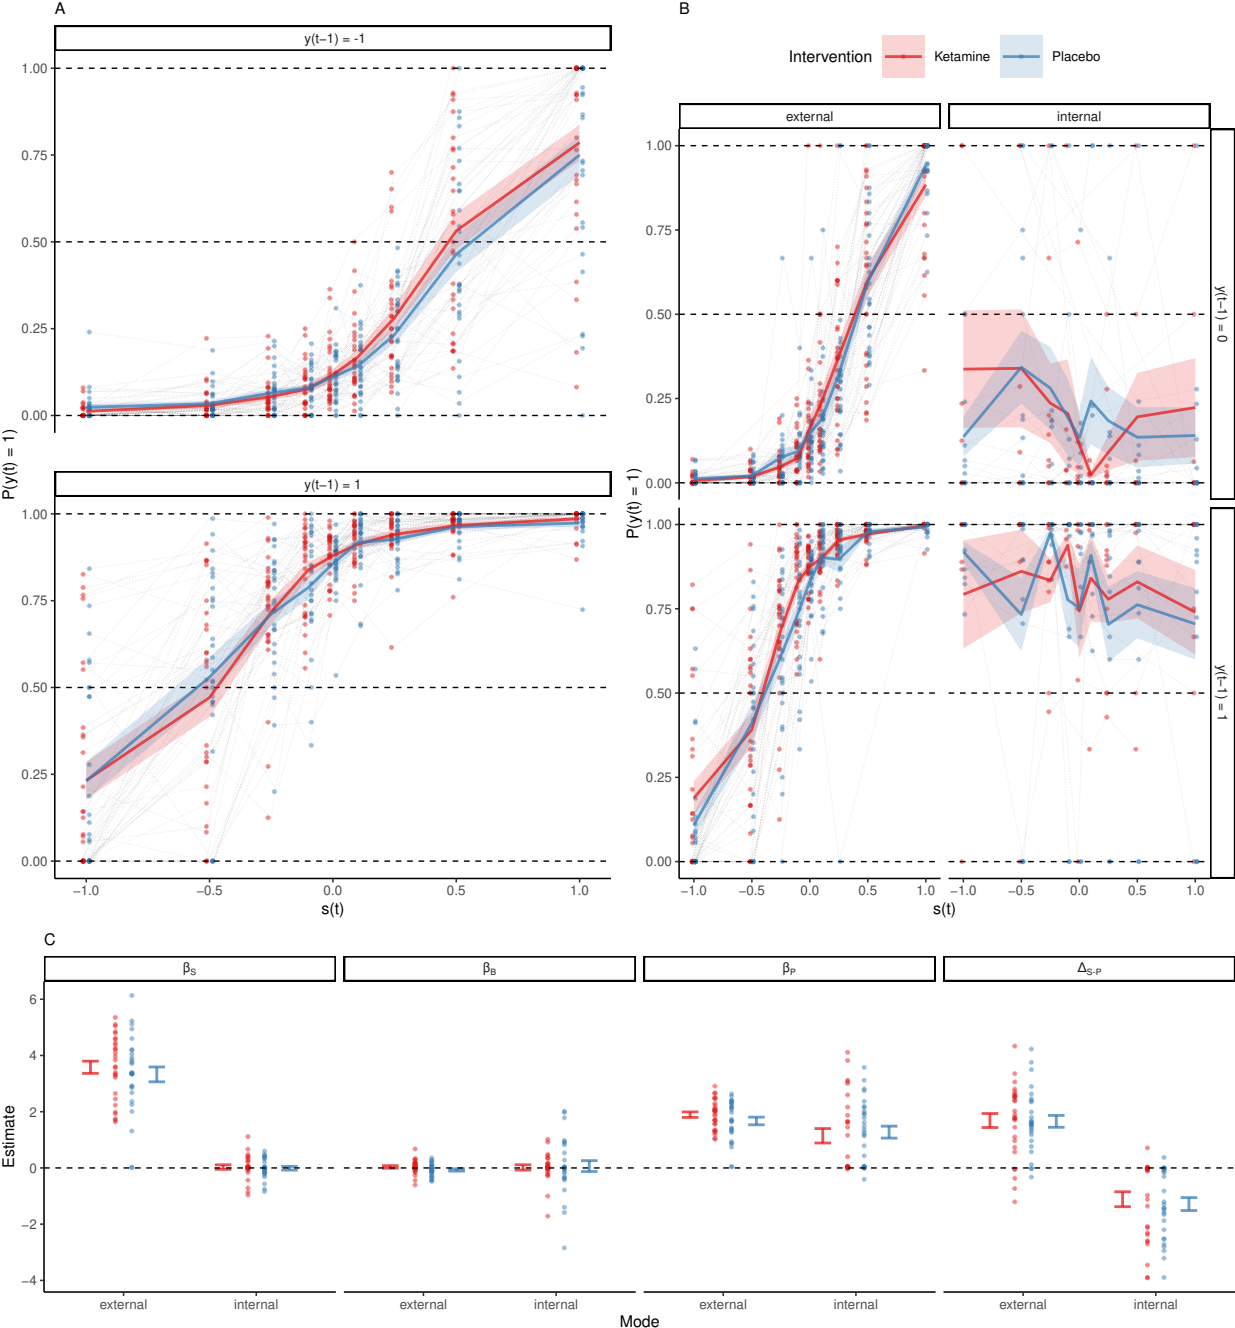 A
y(t−1) = -1
1.00
0.75
0.50
0.25
0.00
y(t−1) = 1
1.00
0.75
0.50
0.25
0.00
−1.0 −0.5 0.0 0.5 1.0
s(t)
P(y(t) = 1)
B
Intervention Ketamine Placebo
external internal
1.00
0.75
0.50
0.25
0.00
y(t−1) = 0
1.00
0.75
0.50
0.25
0.00
y(t−1) = 1
−1.0 −0.5 0.0 0.5 1.0 −1.0 −0.5 0.0 0.5 1.0
s(t)
P(y(t) = 1)
C
βS βB βP ΔS-P
6
4
2
0
−2
−4
Estimate
external internal external internal external internal external internal
Mode